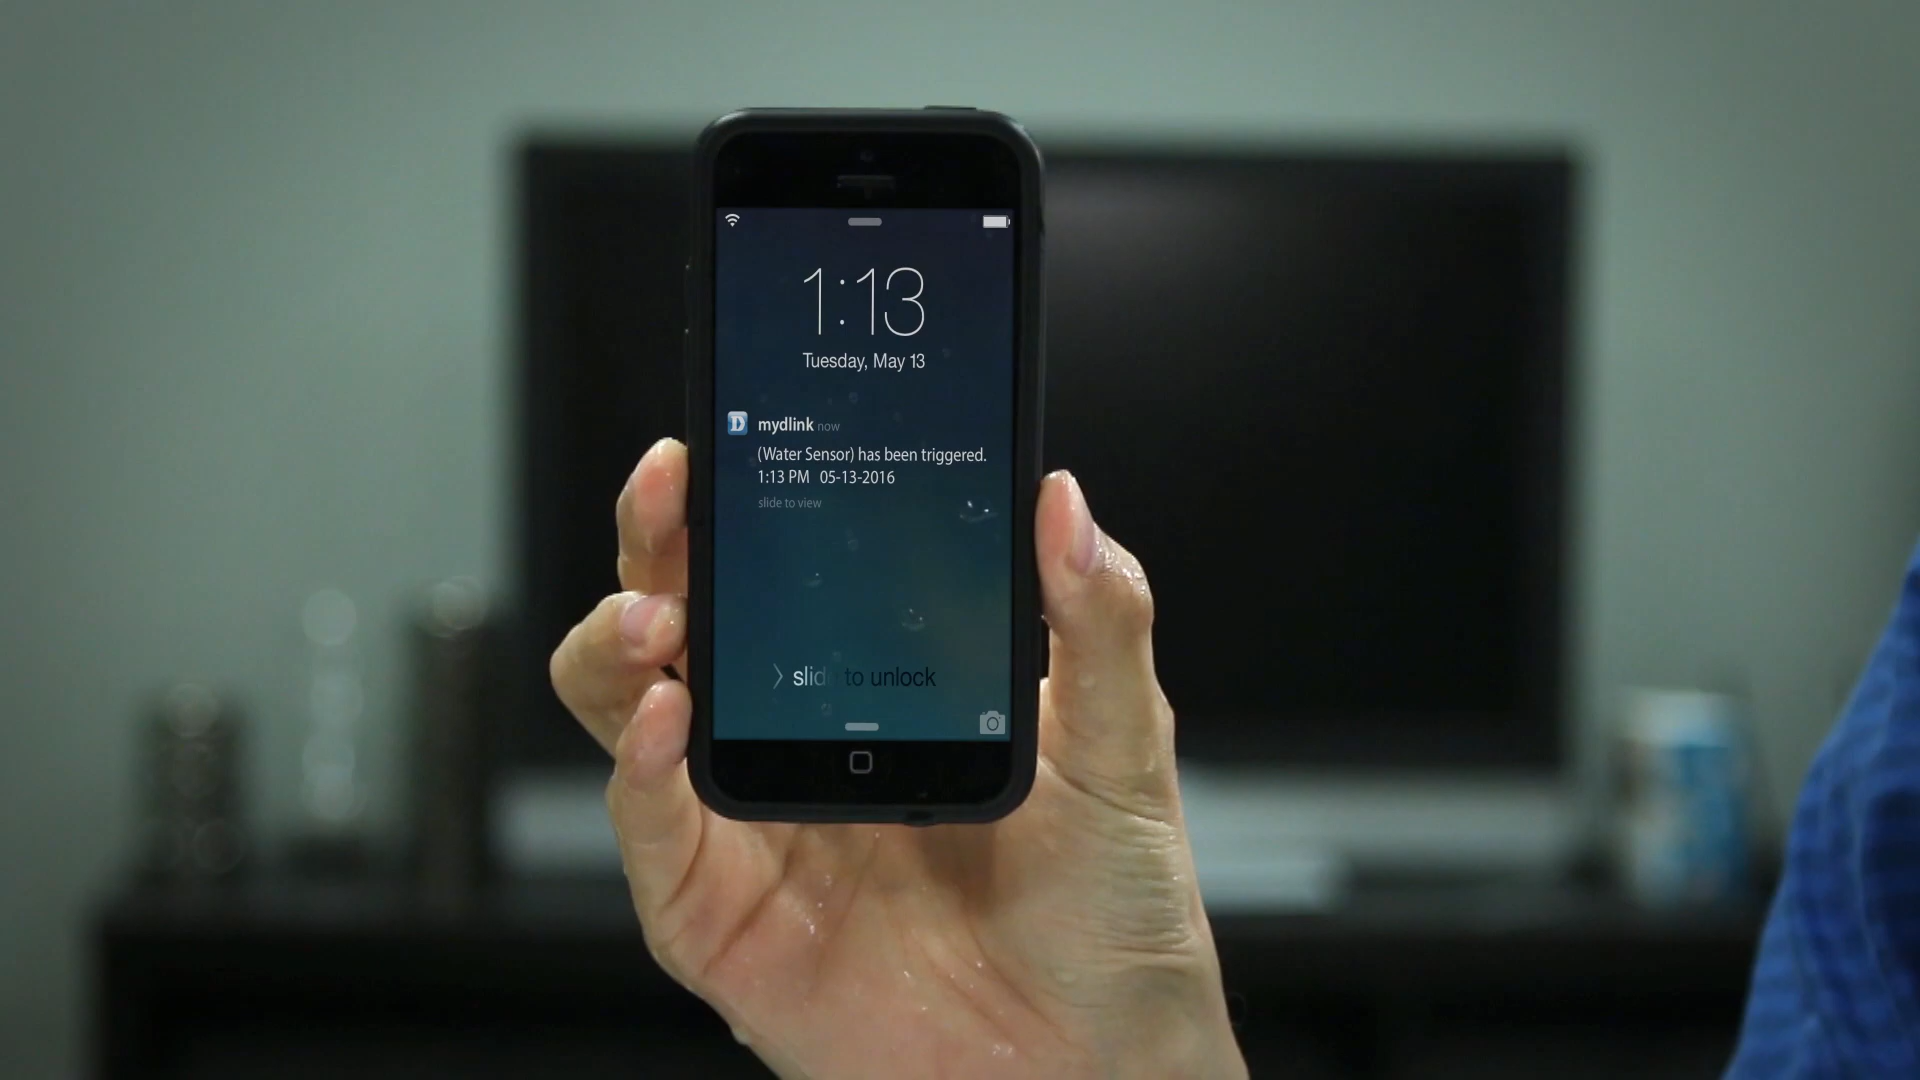 1:13
Tuesday, May 13
D
mydlink now
(Water Sensor) has been triggered.
1:13 PM 05-13-2016
slide to view
slide to unlock